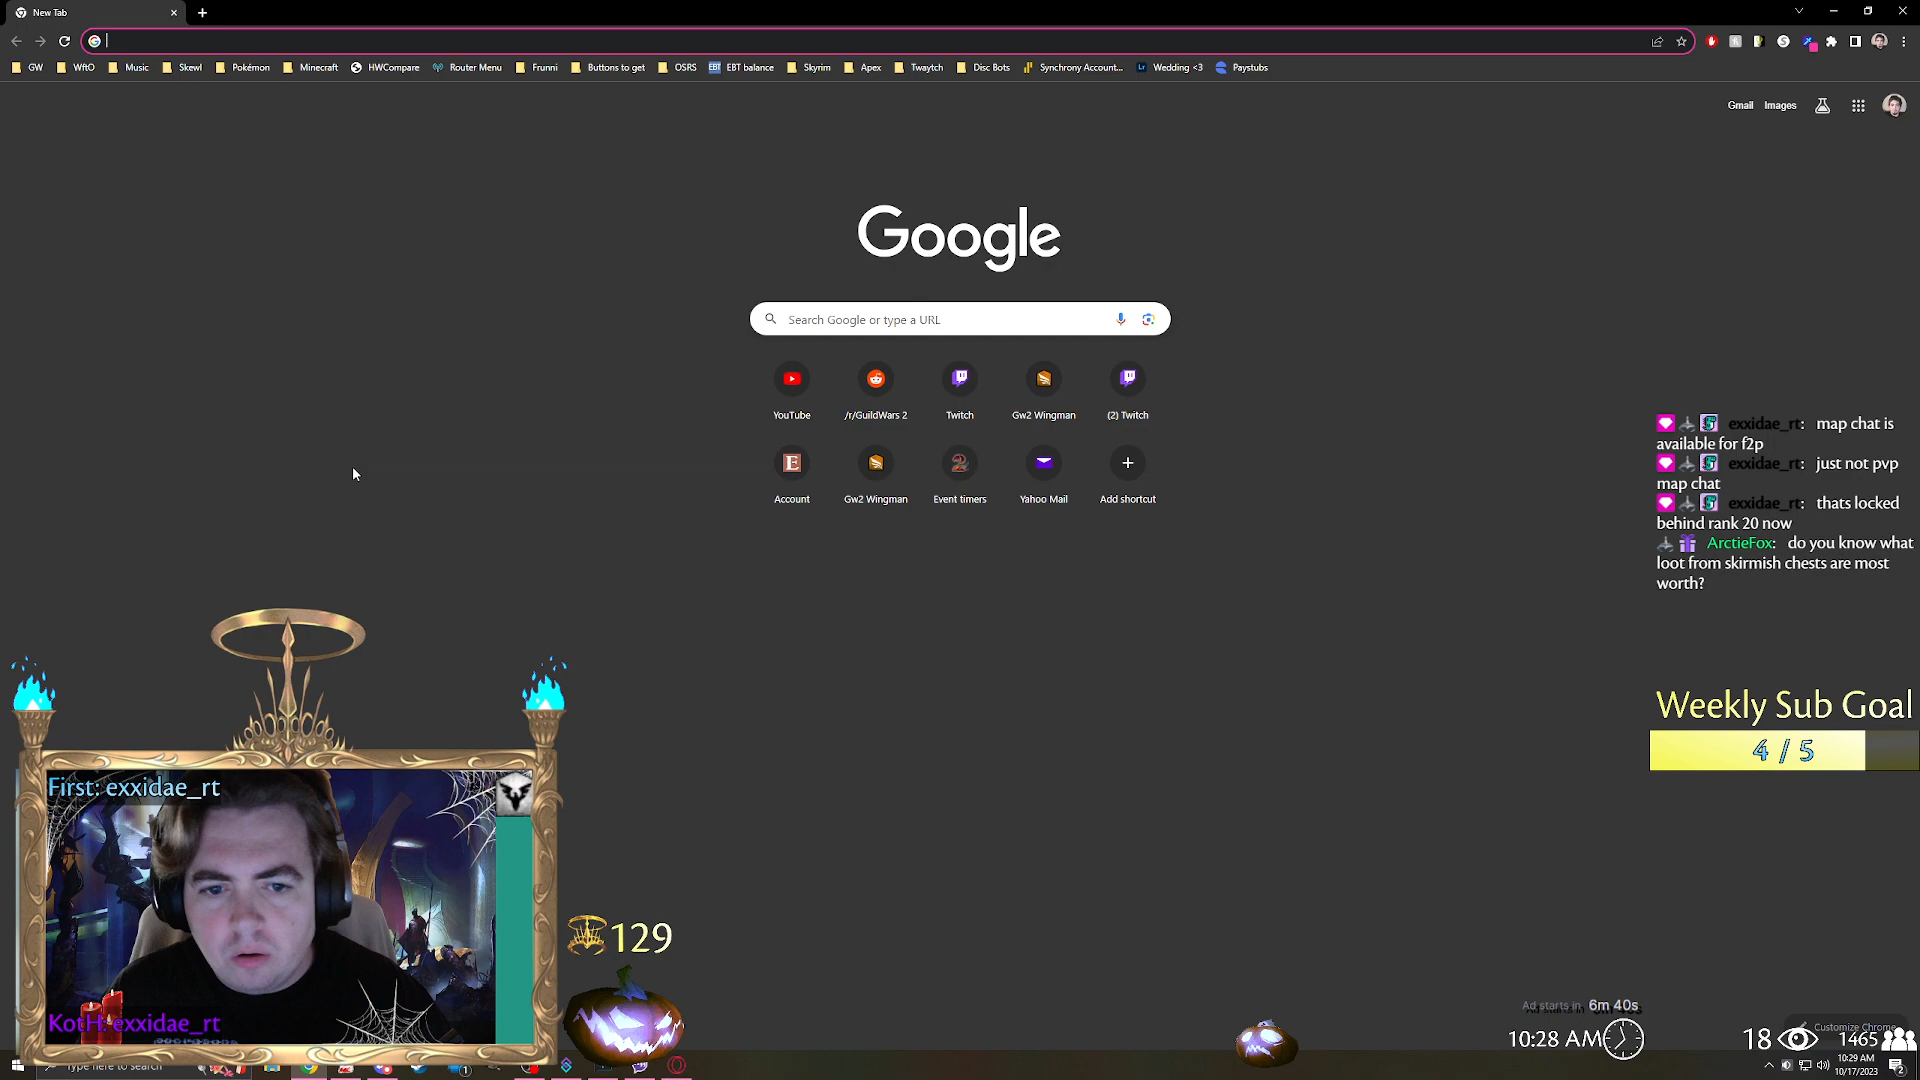 New Tab
GW
WftO
Music
Skewl
Pokémon
Minecraft
HWCompare
Router Menu
Frunni
Buttons to get
OSRS
EBT EBT balance
Skyrim
Apex
Twaytch
Disc Bots
Synchrony Account...
Lr Wedding <3
Paystubs
Gmail Images
Google
Search Google or type a URL
YouTube
/r/GuildWars 2
Twitch
Gw2 Wingman
(2) Twitch
E
Account
Gw2 Wingman
Event timers
Yahoo Mail
Add shortcut
exxidae_rt: map chat is
available for f2p
exxidae_rt: just not pvp
map chat
exxidae_rt: thats locked
behind rank 20 now
ArctieFox: do you know what
loot from skirmish chests are most
worth?
Weekly Sub Goal
4 / 5
First: exxidae_rt
KotH: exxidae_rt
129
Ad starts in 6m 40s
10:28 AM
18
1465
Customize Chrome
Type here to search
10:29 AM
10/17/2023